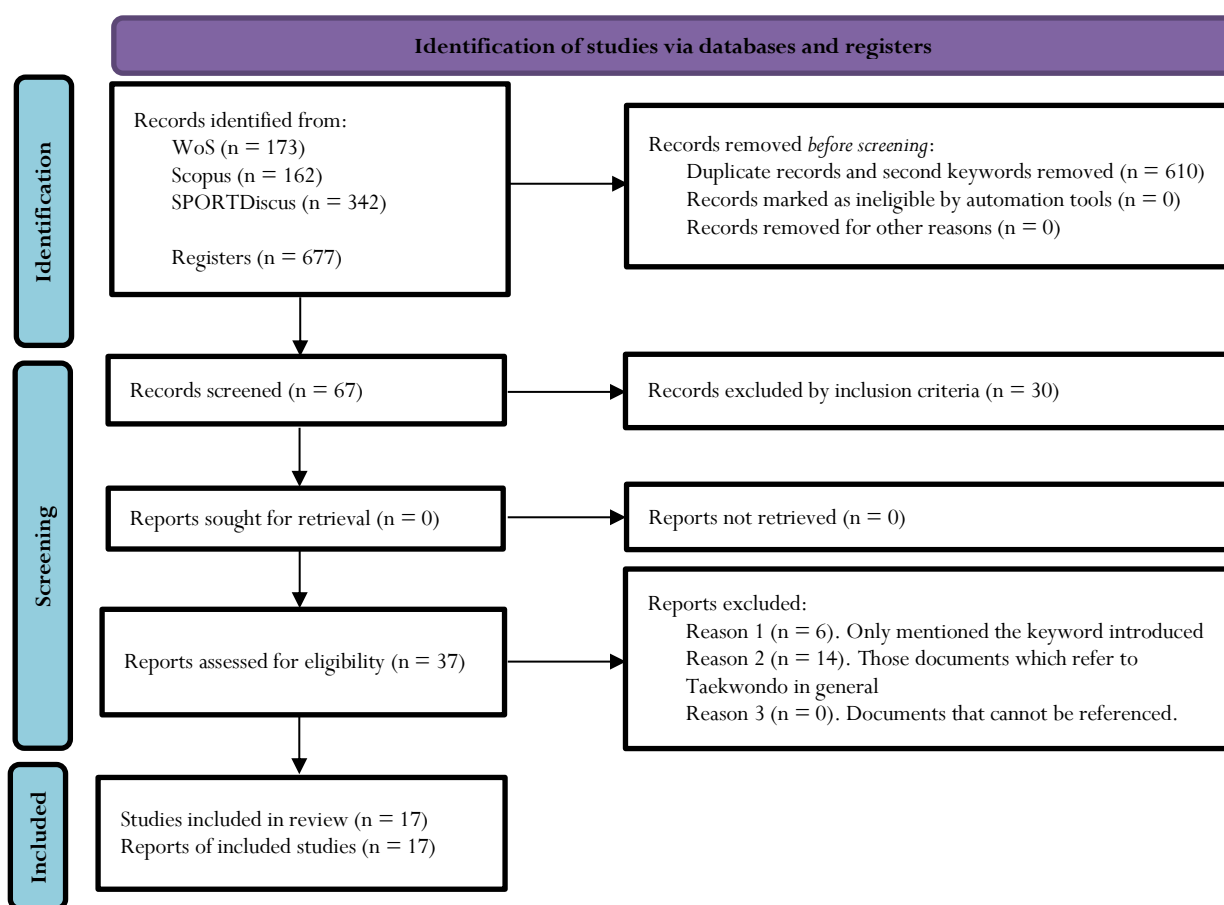 Identification of studies via databases and registers
Identification
Records identified from:
WoS (n = 173)
Scopus (n = 162)
SPORTDiscus (n = 342)
Registers (n = 677)
Records removed before screening:
Duplicate records and second keywords removed (n = 610)
Records marked as ineligible by automation tools (n = 0)
Records removed for other reasons (n = 0)
Screening
Records screened (n = 67)
Records excluded by inclusion criteria (n = 30)
Reports sought for retrieval (n = 0)
Reports not retrieved (n = 0)
Reports assessed for eligibility (n = 37)
Reports excluded:
Reason 1 (n = 6). Only mentioned the keyword introduced
Reason 2 (n = 14). Those documents which refer to
Taekwondo in general
Reason 3 (n = 0). Documents that cannot be referenced.
Included
Studies included in review (n = 17)
Reports of included studies (n = 17)